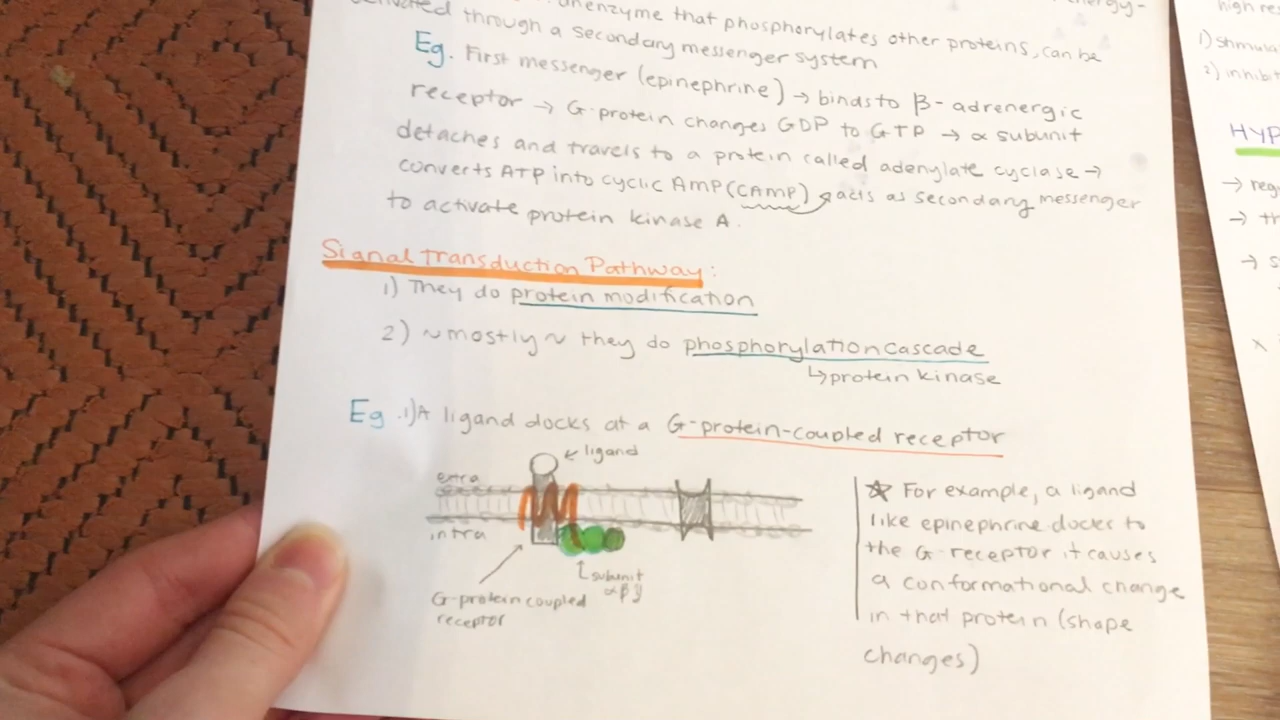 an enzyme that phosphorylates other proteins, can be
activated through a secondary messenger system
Eg. First messenger (epinephrine) → binds to β-adrenergic
receptor → G-protein changes GDP to GTP → α subunit
detaches and travels to a protein called adenylate cyclase →
converts ATP into cyclic AMP (cAMP) acts as secondary messenger
to activate protein kinase A.
Signal Transduction Pathway:
1) They do protein modification
2) ~mostly~ they do phosphorylation cascade
↳ protein kinase
Eg. 1) A ligand docks at a G-protein-coupled receptor
← ligand
extra
intra
subunit
αβγ
G-protein coupled
receptor
☆ For example, a ligand
like epinephrine docks to
the G-receptor it causes
a conformational change
in that protein (shape
changes)
high
1) stimula
2) inhibit
HYP
→ reg
→ th
→ s